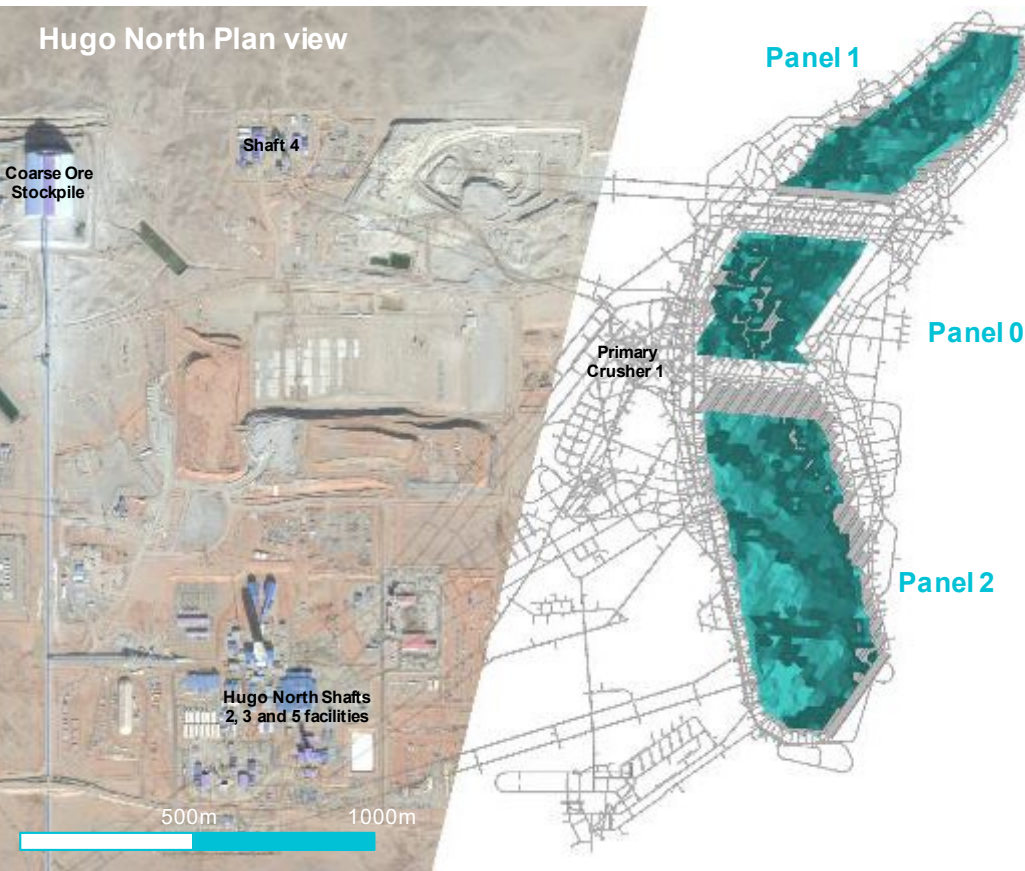 Hugo North Plan view
Panel 1
Shaft 4
Coarse Ore
Stockpile
Panel 0
Primary
Crusher 1
Panel 2
Hugo North Shafts
2, 3 and 5 facilities
500m
1000m